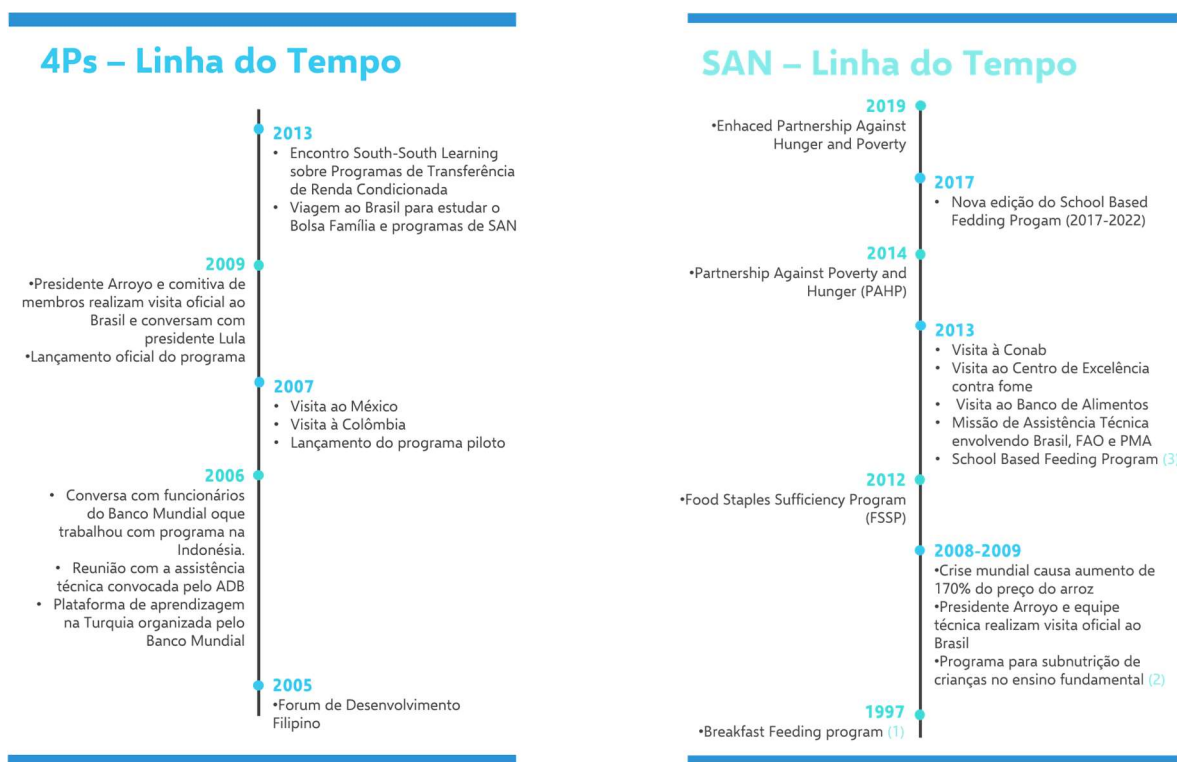 4Ps – Linha do Tempo
2013
• Encontro South-South Learning
sobre Programas de Transferência
de Renda Condicionada
• Viagem ao Brasil para estudar o
Bolsa Família e programas de SAN
2009
•Presidente Arroyo e comitiva de
membros realizam visita oficial ao
Brasil e conversam com
presidente Lula
•Lançamento oficial do programa
2007
• Visita ao México
• Visita à Colômbia
• Lançamento do programa piloto
2006
• Conversa com funcionários
do Banco Mundial oque
trabalhou com programa na
Indonésia.
• Reunião com a assistência
técnica convocada pelo ADB
• Plataforma de aprendizagem
na Turquia organizada pelo
Banco Mundial
2005
•Forum de Desenvolvimento
Filipino
SAN – Linha do Tempo
2019
•Enhaced Partnership Against
Hunger and Poverty
2017
• Nova edição do School Based
Fedding Progam (2017-2022)
2014
•Partnership Against Poverty and
Hunger (PAHP)
2013
• Visita à Conab
• Visita ao Centro de Excelência
contra fome
• Visita ao Banco de Alimentos
• Missão de Assistência Técnica
envolvendo Brasil, FAO e PMA
• School Based Feeding Program (3)
2012
•Food Staples Sufficiency Program
(FSSP)
2008-2009
•Crise mundial causa aumento de
170% do preço do arroz
•Presidente Arroyo e equipe
técnica realizam visita oficial ao
Brasil
•Programa para subnutrição de
crianças no ensino fundamental (2)
1997
•Breakfast Feeding program (1)